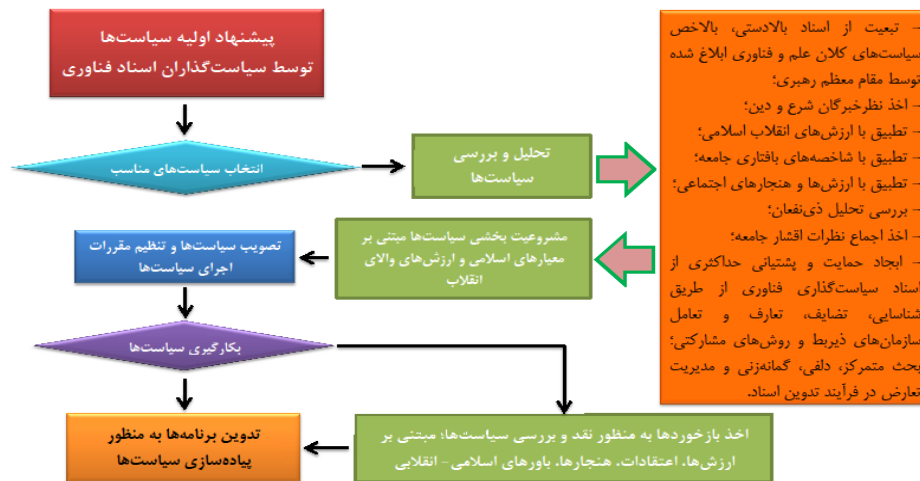 پیشنهاد اولیه سیاست‌ها
توسط سیاست‌گذاران اسناد فناوری
انتخاب سیاست‌های مناسب
تحلیل و بررسی
سیاست‌ها
– تبعیت از اسناد بالادستی، بالاخص
سیاست‌های کلان علم و فناوری ابلاغ شده
توسط مقام معظم رهبری؛
– اخذ نظرخبرگان شرع و دین؛
– تطبیق با ارزش‌های انقلاب اسلامی؛
– تطبیق با شاخصه‌های بافتاری جامعه؛
– تطبیق با ارزش‌ها و هنجارهای اجتماعی؛
– بررسی تحلیل ذی‌نفعان؛
– اخذ اجماع نظرات اقشار جامعه؛
– ایجاد حمایت و پشتیانی حداکثری از
اسناد سیاست‌گذاری فناوری از طریق
شناسایی، تضایف، تعارف و تعامل
سازمان‌های ذیربط و روش‌های مشارکتی؛
بحث متمرکز، دلفی، گمانه‌زنی و مدیریت
تعارض در فرآیند تدوین اسناد.
مشروعیت بخشی سیاست‌ها مبتنی بر
معیارهای اسلامی و ارزش‌های والای
انقلاب
تصویب سیاست‌ها و تنظیم مقررات
اجرای سیاست‌ها
بکارگیری سیاست‌ها
اخذ بازخوردها به منظور نقد و بررسی سیاست‌ها؛ مبتنی بر
ارزش‌ها، اعتقادات، هنجارها، باورهای اسلامی– انقلابی
تدوین برنامه‌ها به منظور
پیاده‌سازی سیاست‌ها